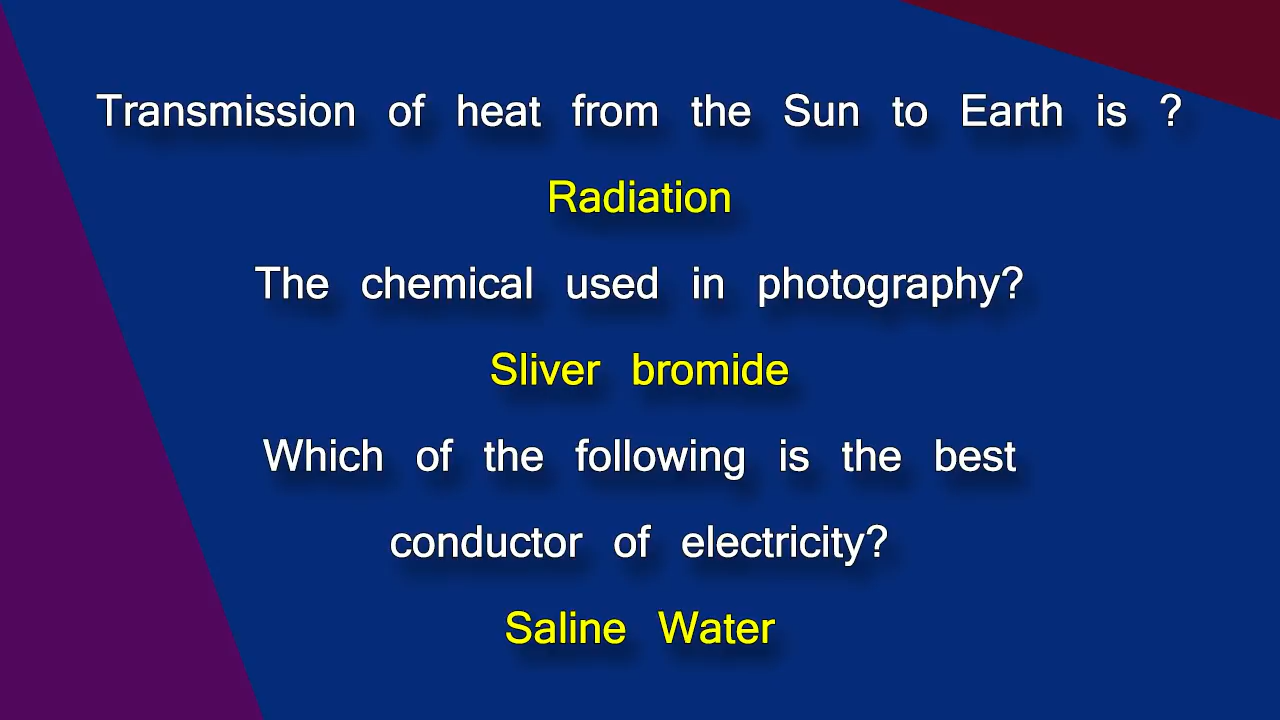 Transmission of heat from the Sun to Earth is ?
Radiation
The chemical used in photography?
Sliver bromide
Which of the following is the best
conductor of electricity?
Saline Water